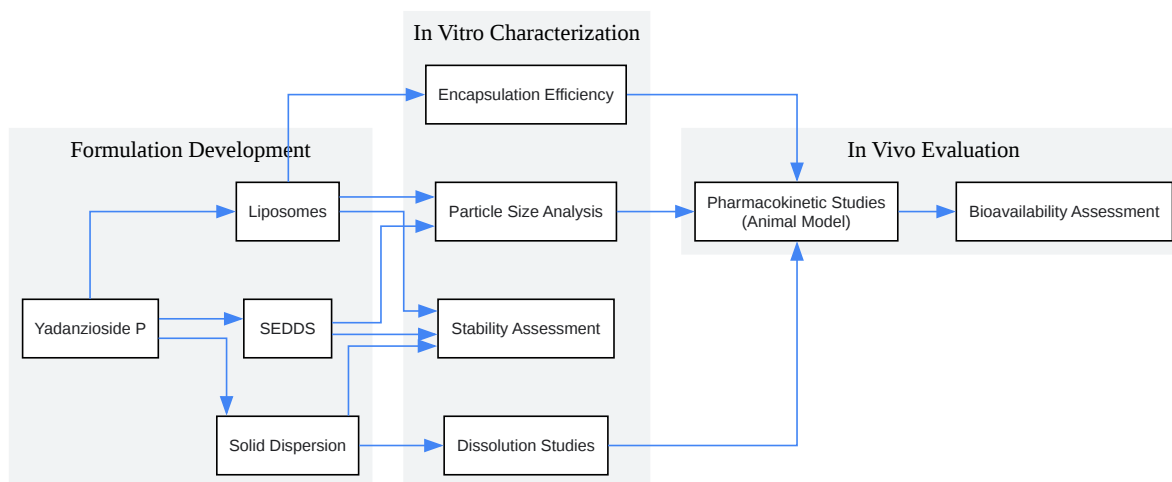 In Vitro Characterization
Encapsulation Efficiency
Formulation Development
In Vivo Evaluation
Liposomes
Particle Size Analysis
Pharmacokinetic Studies
(Animal Model)
Bioavailability Assessment
Yadanzioside P
SEDDS
Stability Assessment
Solid Dispersion
Dissolution Studies